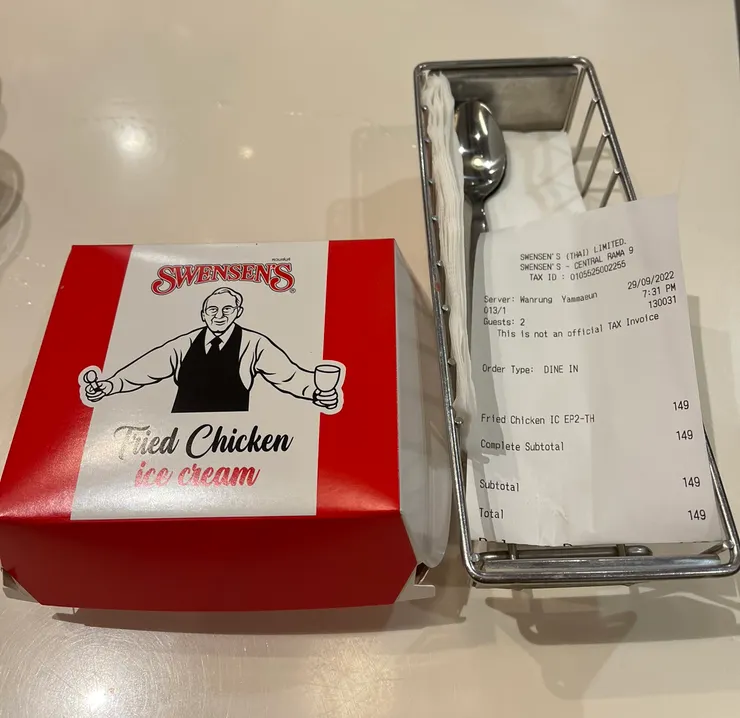 SWENSEN'S
Fried Chicken
ice cream
SWENSEN'S (THAI) LIMITED.
SWENSEN'S - CENTRAL RAMA 9
TAX ID : 0105525002255
29/09/2022
Server: Wanrung Yammaoun 7:31 PM
013/1 130031
Guests: 2
This is not an official TAX Invoice
Order Type: DINE IN
Fried Chicken IC EP2-TH 149
Complete Subtotal 149
Subtotal 149
Total 149